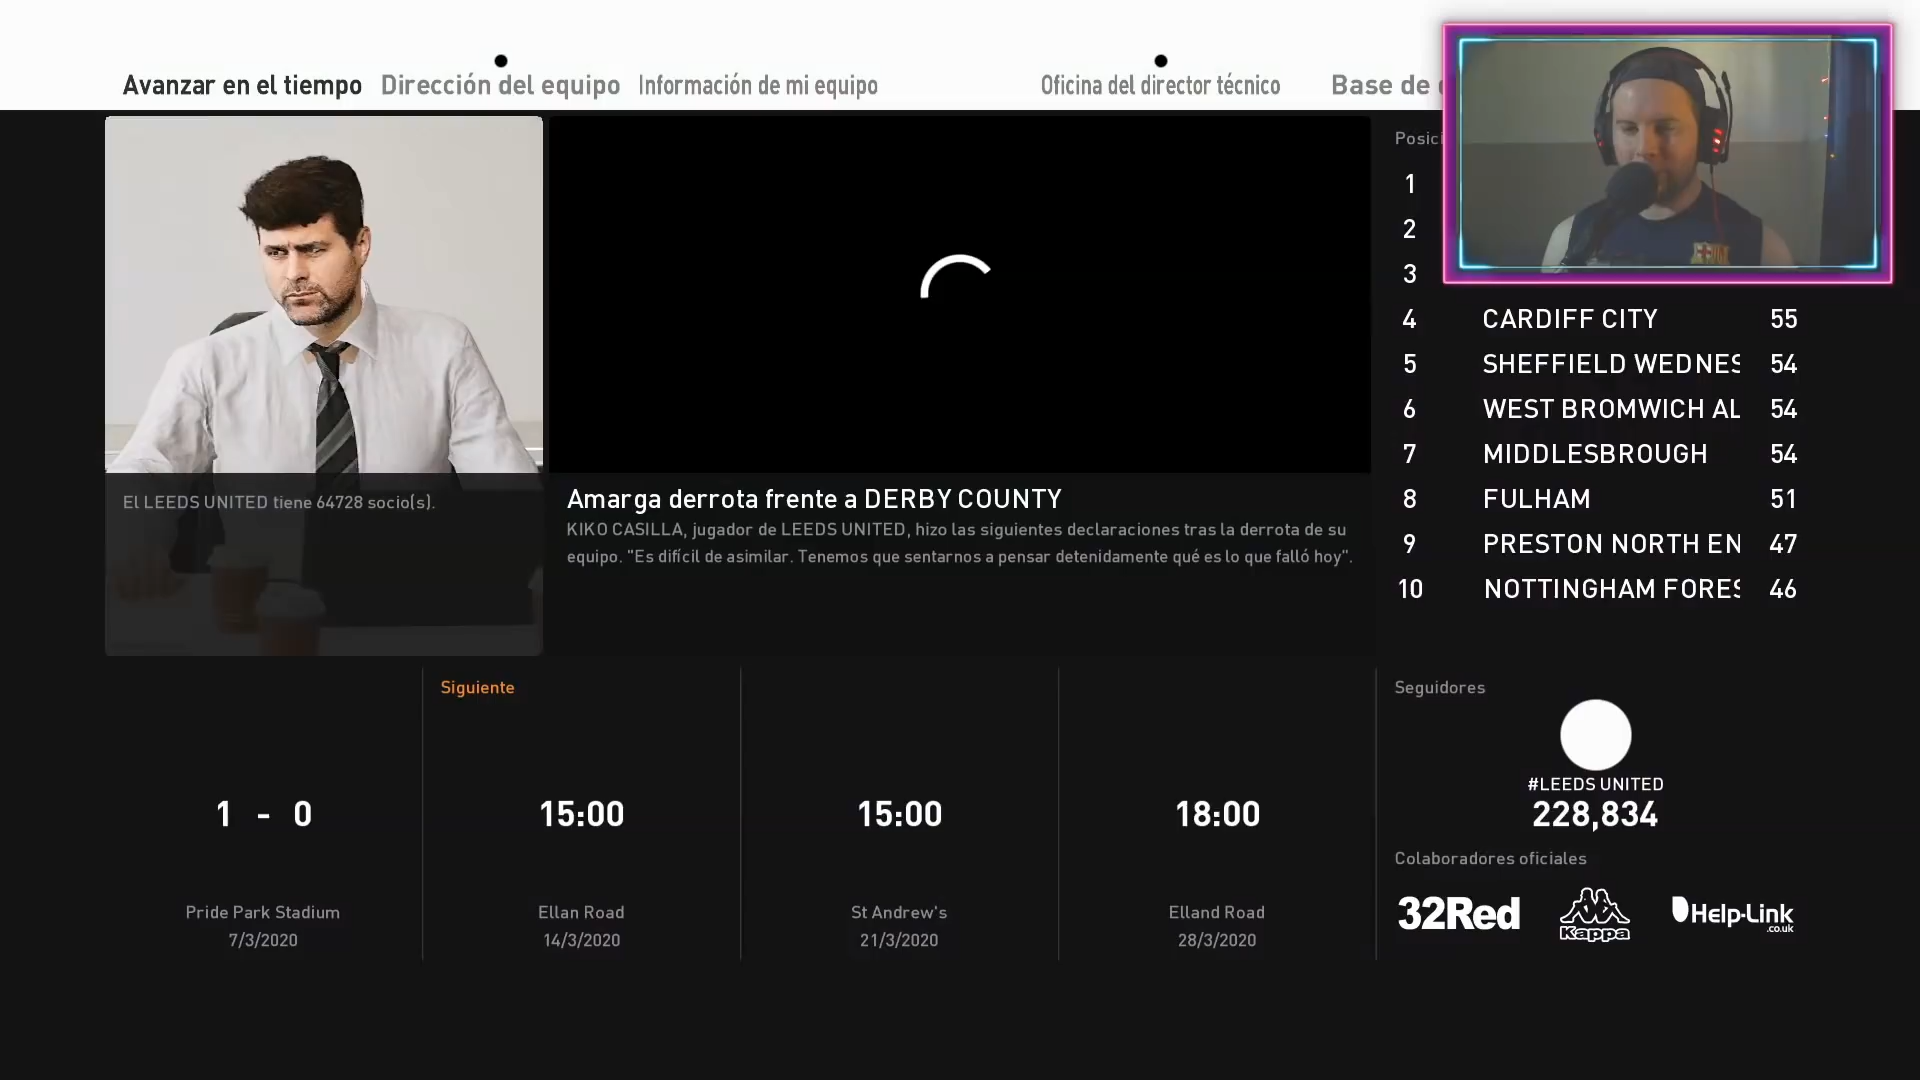 Avanzar en el tiempo
Dirección del equipo
Información de mi equipo
Oficina del director técnico
Base de
El LEEDS UNITED tiene 64728 socio(s).
Amarga derrota frente a DERBY COUNTY
KIKO CASILLA, jugador de LEEDS UNITED, hizo las siguientes declaraciones tras la derrota de su
equipo. "Es difícil de asimilar. Tenemos que sentarnos a pensar detenidamente qué es lo que falló hoy".
Posici
1
2
3
4 CARDIFF CITY 55
5 SHEFFIELD WEDNES 54
6 WEST BROMWICH AL 54
7 MIDDLESBROUGH 54
8 FULHAM 51
9 PRESTON NORTH EN 47
10 NOTTINGHAM FORES 46
1 - 0
Pride Park Stadium
7/3/2020
Siguiente
15:00
Ellan Road
14/3/2020
15:00
St Andrew's
21/3/2020
18:00
Elland Road
28/3/2020
Seguidores
#LEEDS UNITED
228,834
Colaboradores oficiales
32Red
Kappa
Help-Link
.co.uk